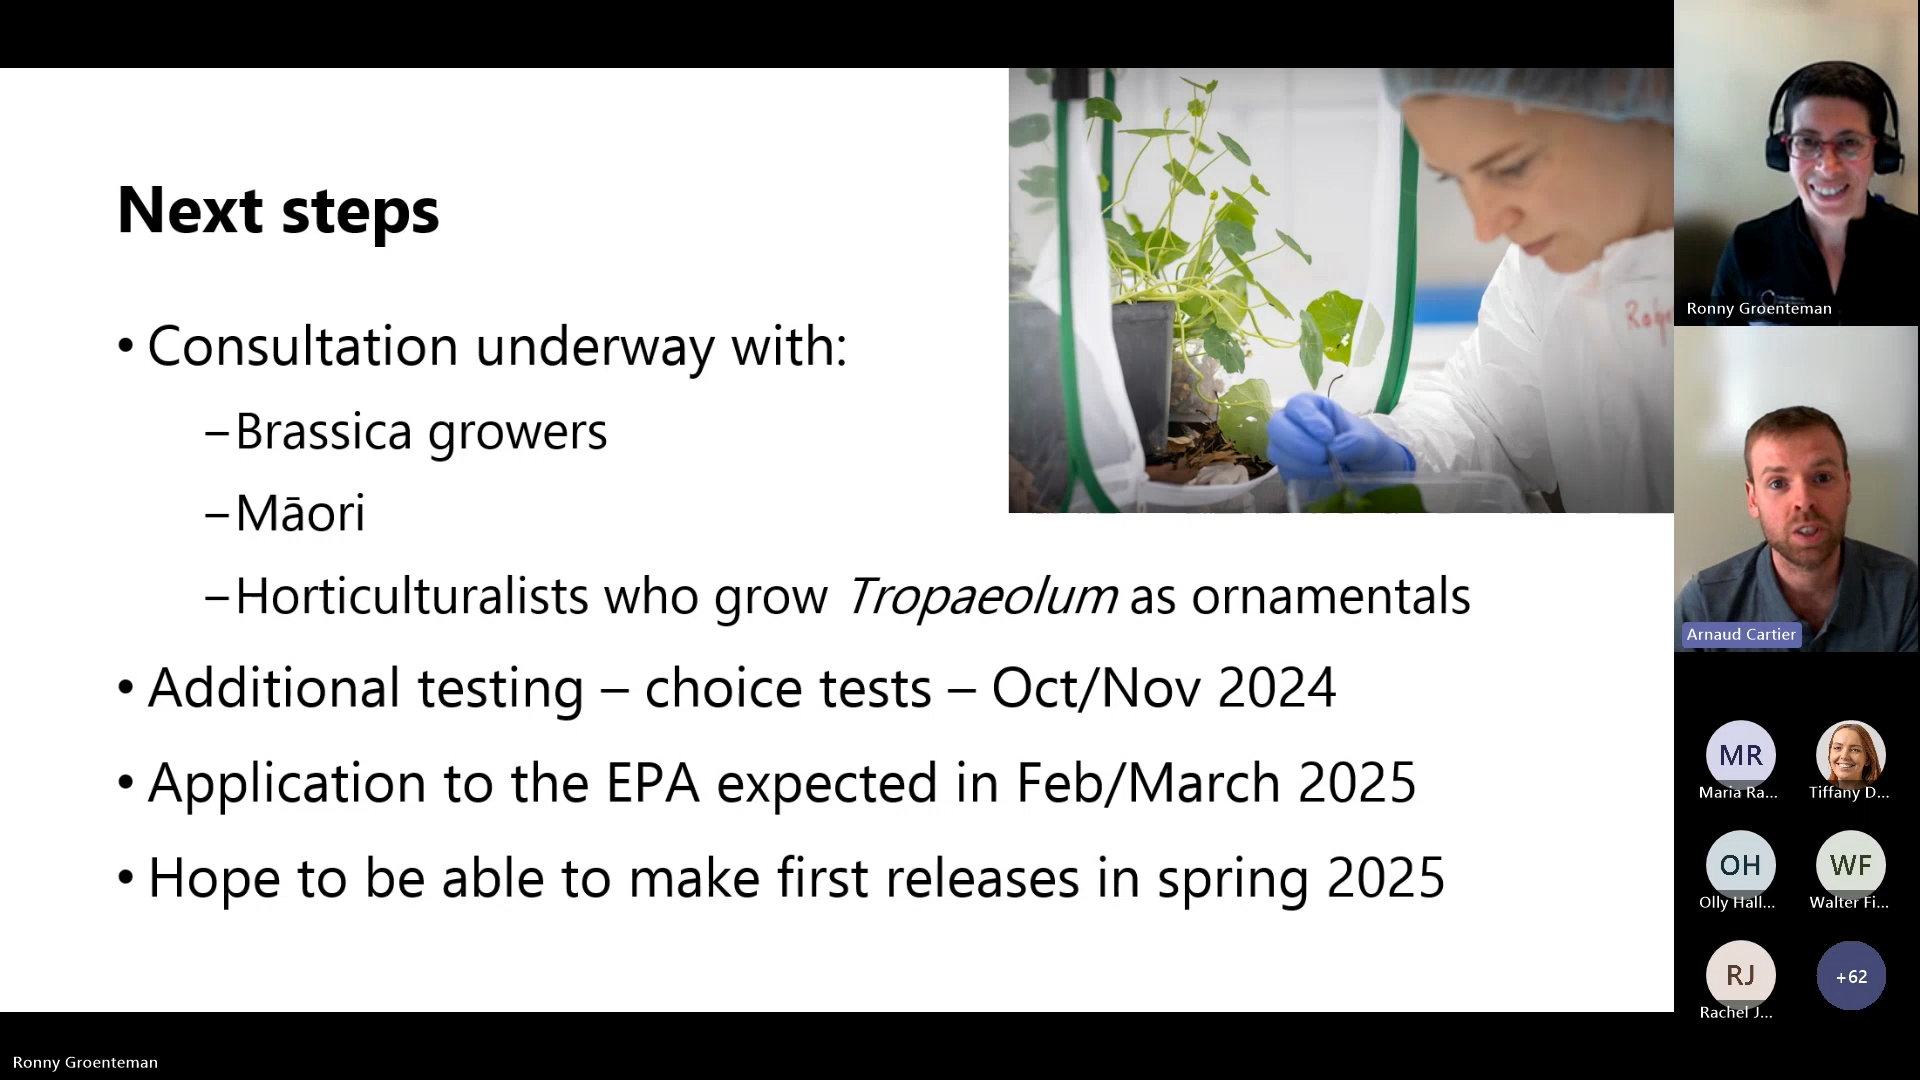 Next steps
• Consultation underway with:
–Brassica growers
–Māori
–Horticulturalists who grow Tropaeolum as ornamentals
• Additional testing – choice tests – Oct/Nov 2024
• Application to the EPA expected in Feb/March 2025
• Hope to be able to make first releases in spring 2025
Ronny Groenteman
Arnaud Cartier
MR
Maria Ra...
Tiffany D...
OH
Olly Hall...
WF
Walter Fi...
RJ
Rachel J...
+62
Ronny Groenteman